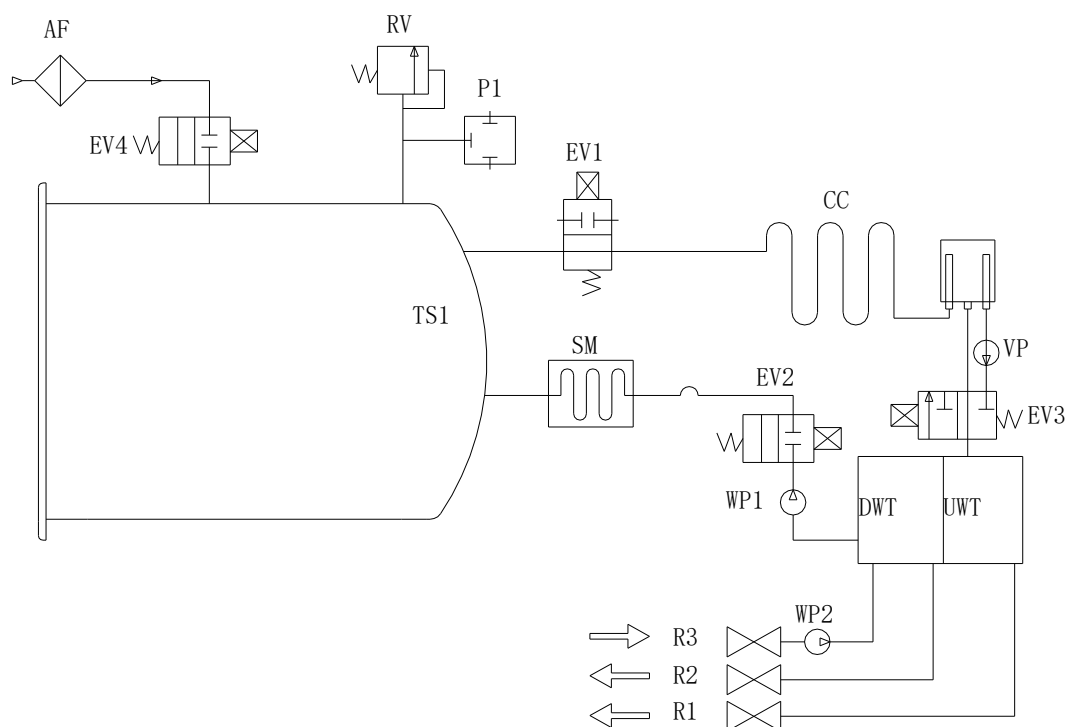 AF
RV
P1
EV4
EV1
CC
TS1
SM
VP
EV2
EV3
WP1
DWT
UWT
WP2
R3
R2
R1